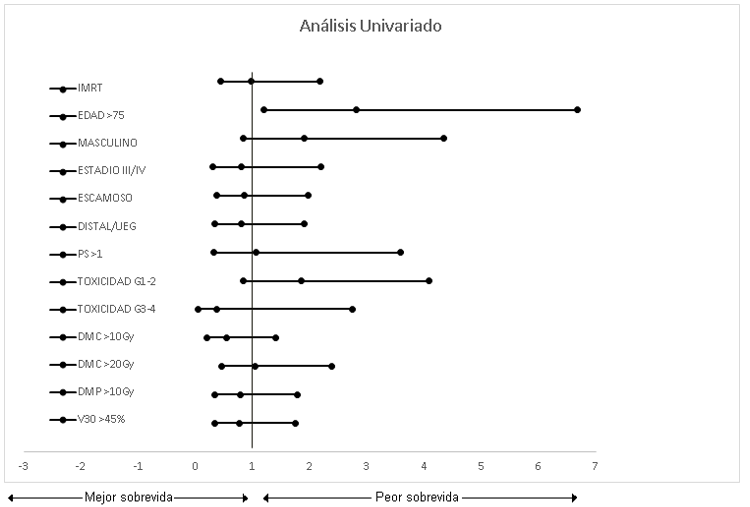 Análisis Univariado
IMRT
EDAD >75
MASCULINO
ESTADIO III/IV
ESCAMOSO
DISTAL/UEG
PS >1
TOXICIDAD G1-2
TOXICIDAD G3-4
DMC >10Gy
DMC >20Gy
DMP >10Gy
V30 >45%
-3 -2 -1 0 1 2 3 4 5 6 7
Mejor sobrevida Peor sobrevida